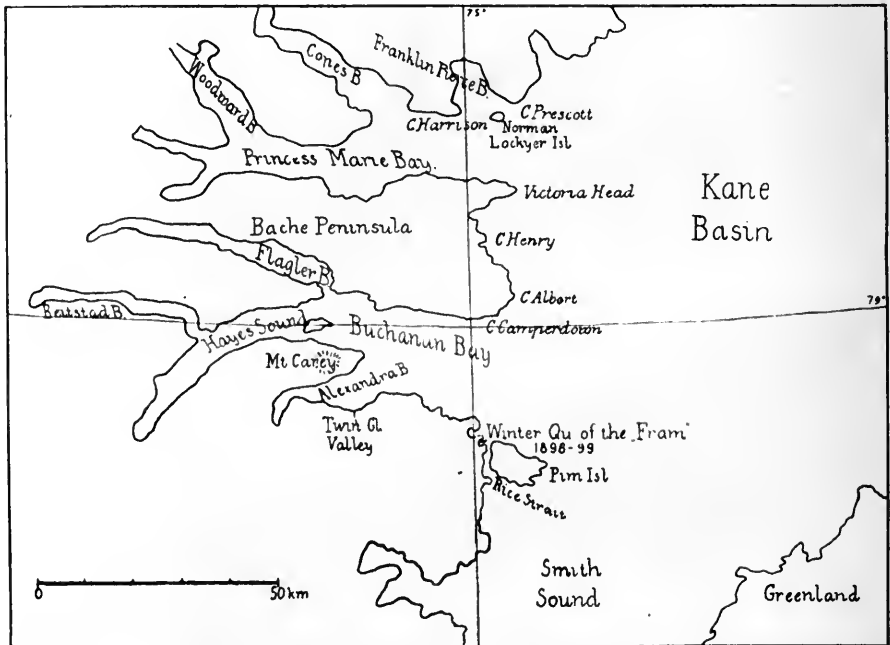 75°
Cones B
Franklin Pierce B.
Woodward B
C Harrison
C Prescott
Norman
Lockyer Isl
Princess Marie Bay.
Victoria Head
Kane
Basin
Bache Peninsula
C Henry
Flagler B
C Albert
79°
Beitstad B.
Hayes Sound
Buchanan Bay
C Camperdown
Mt Carey
Alexandra B
Twin Gl.
Valley
Winter Qu of the „Fram"
1898-99
Pim Isl
Rice Strait
Smith
Sound
Greenland
0
50 km